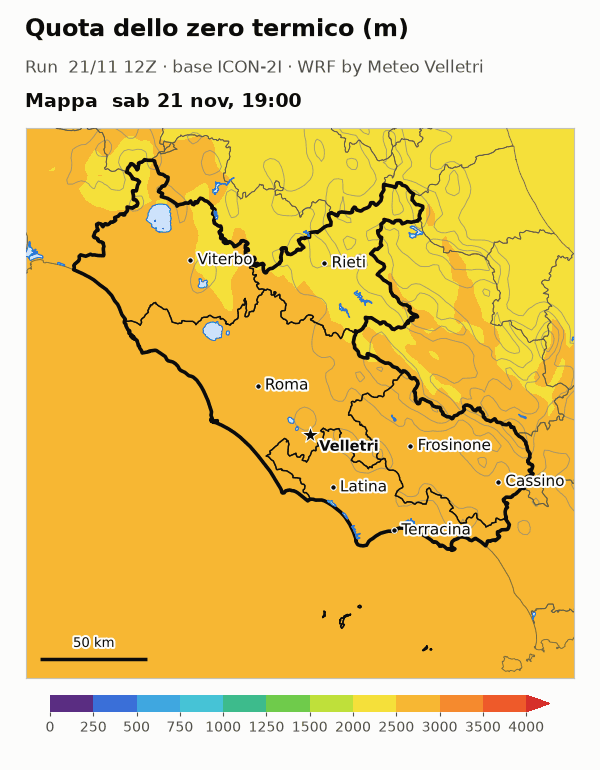 Quota dello zero termico (m)
Run  21/11 12Z · base ICON-2I · WRF by Meteo Velletri
Mappa  sab 21 nov, 19:00
Viterbo
Rieti
Roma
Velletri
Frosinone
Latina
Cassino
Terracina
50 km
0 250 500 750 1000 1250 1500 2000 2500 3000 3500 4000